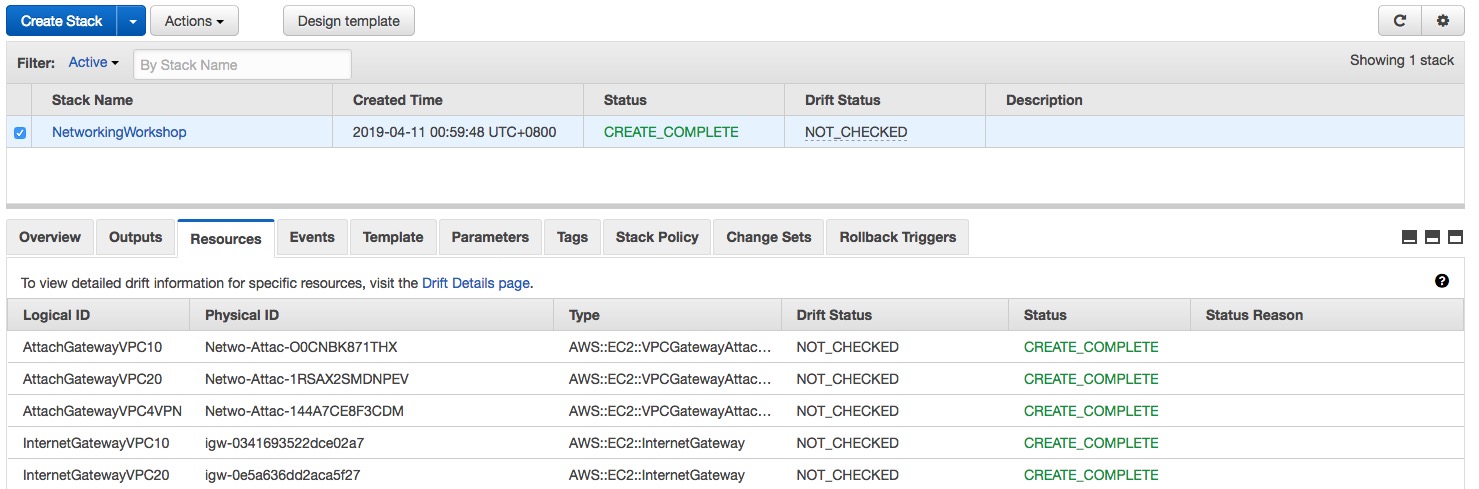 Create Stack Actions Design template
Filter: Active By Stack Name Showing 1 stack
Stack Name Created Time Status Drift Status Description
NetworkingWorkshop 2019-04-11 00:59:48 UTC+0800 CREATE_COMPLETE NOT_CHECKED
Overview Outputs Resources Events Template Parameters Tags Stack Policy Change Sets Rollback Triggers
To view detailed drift information for specific resources, visit the Drift Details page.
Logical ID Physical ID Type Drift Status Status Status Reason
AttachGatewayVPC10 Netwo-Attac-O0CNBK871THX AWS::EC2::VPCGatewayAttac... NOT_CHECKED CREATE_COMPLETE
AttachGatewayVPC20 Netwo-Attac-1RSAX2SMDNPEV AWS::EC2::VPCGatewayAttac... NOT_CHECKED CREATE_COMPLETE
AttachGatewayVPC4VPN Netwo-Attac-144A7CE8F3CDM AWS::EC2::VPCGatewayAttac... NOT_CHECKED CREATE_COMPLETE
InternetGatewayVPC10 igw-0341693522dce02a7 AWS::EC2::InternetGateway NOT_CHECKED CREATE_COMPLETE
InternetGatewayVPC20 igw-0e5a636dd2aca5f27 AWS::EC2::InternetGateway NOT_CHECKED CREATE_COMPLETE